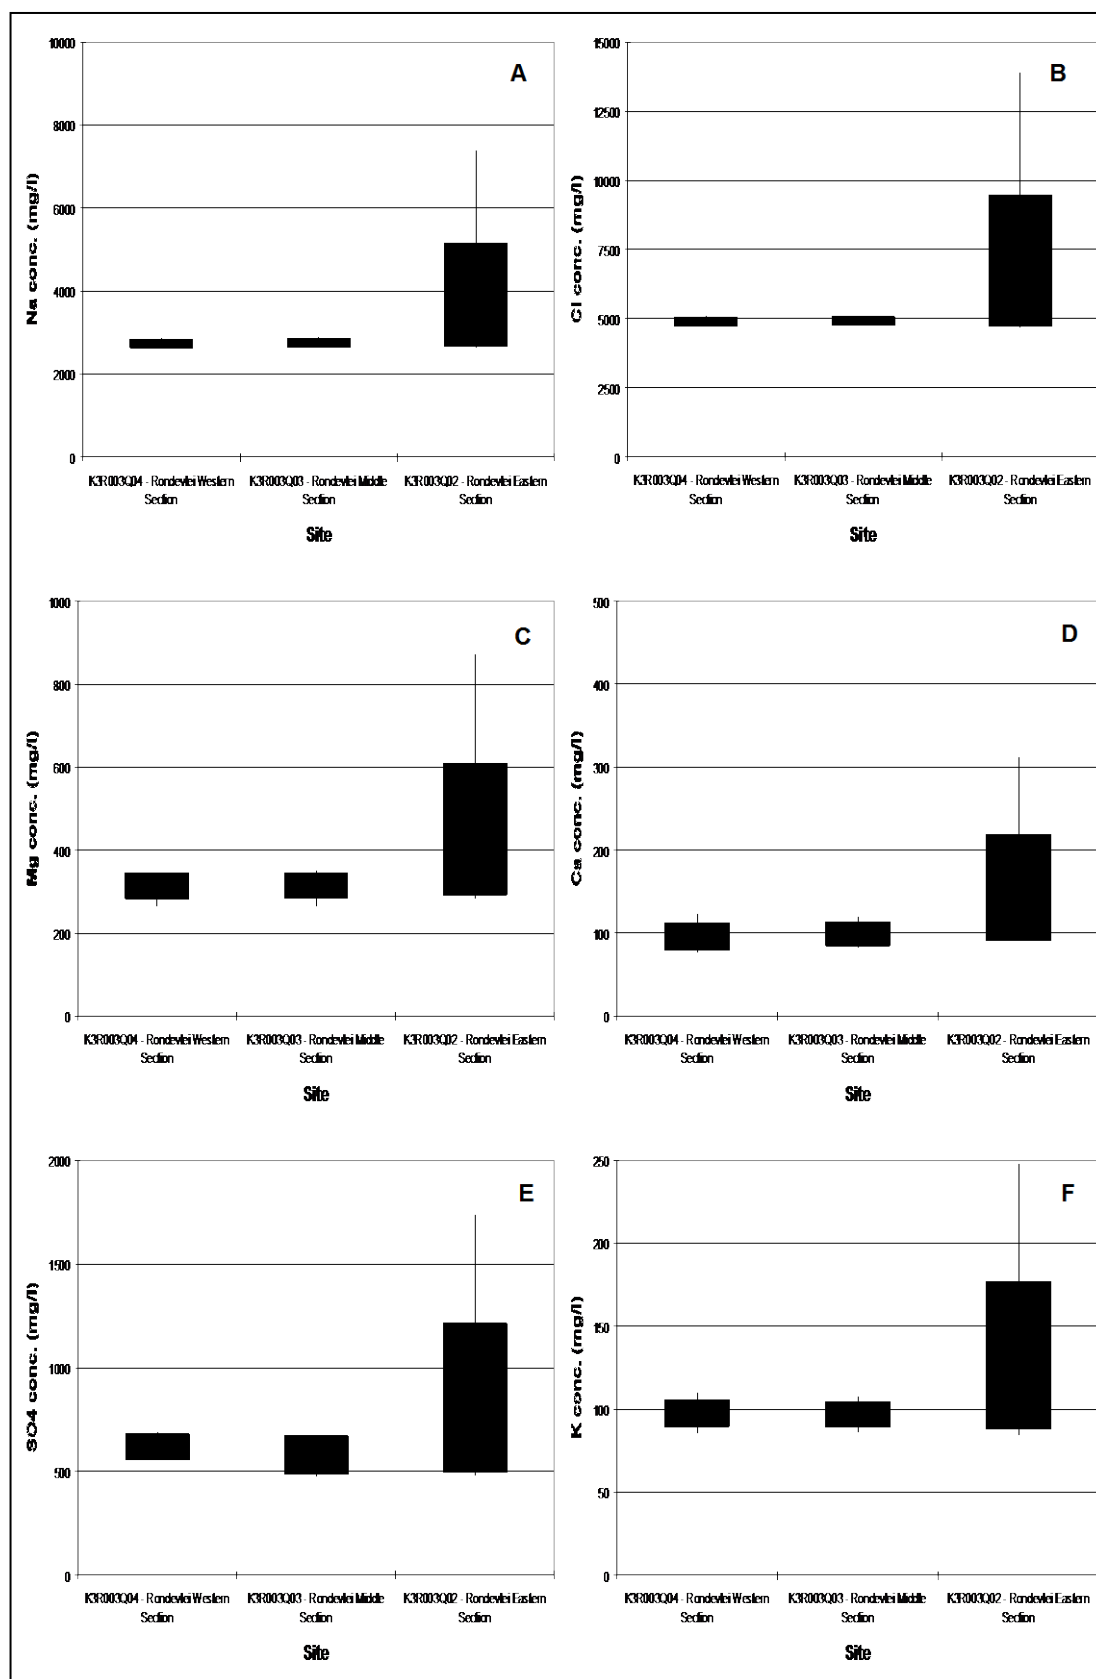 A
Na conc. (mg/l)
10000
8000
6000
4000
2000
0
K3R003Q04 - Rondevlei Western
Section
K3R003Q03 - Rondevlei Middle
Section
K3R003Q02 - Rondevlei Eastern
Section
Site
B
Cl conc. (mg/l)
15000
12500
10000
7500
5000
2500
0
K3R003Q04 - Rondevlei Western
Section
K3R003Q03 - Rondevlei Middle
Section
K3R003Q02 - Rondevlei Eastern
Section
Site
C
Mg conc. (mg/l)
1000
800
600
400
200
0
K3R003Q04 - Rondevlei Western
Section
K3R003Q03 - Rondevlei Middle
Section
K3R003Q02 - Rondevlei Eastern
Section
Site
D
Ca conc. (mg/l)
500
400
300
200
100
0
K3R003Q04 - Rondevlei Western
Section
K3R003Q03 - Rondevlei Middle
Section
K3R003Q02 - Rondevlei Eastern
Section
Site
E
SO4 conc. (mg/l)
2000
1500
1000
500
0
K3R003Q04 - Rondevlei Western
Section
K3R003Q03 - Rondevlei Middle
Section
K3R003Q02 - Rondevlei Eastern
Section
Site
F
K conc. (mg/l)
250
200
150
100
50
0
K3R003Q04 - Rondevlei Western
Section
K3R003Q03 - Rondevlei Middle
Section
K3R003Q02 - Rondevlei Eastern
Section
Site